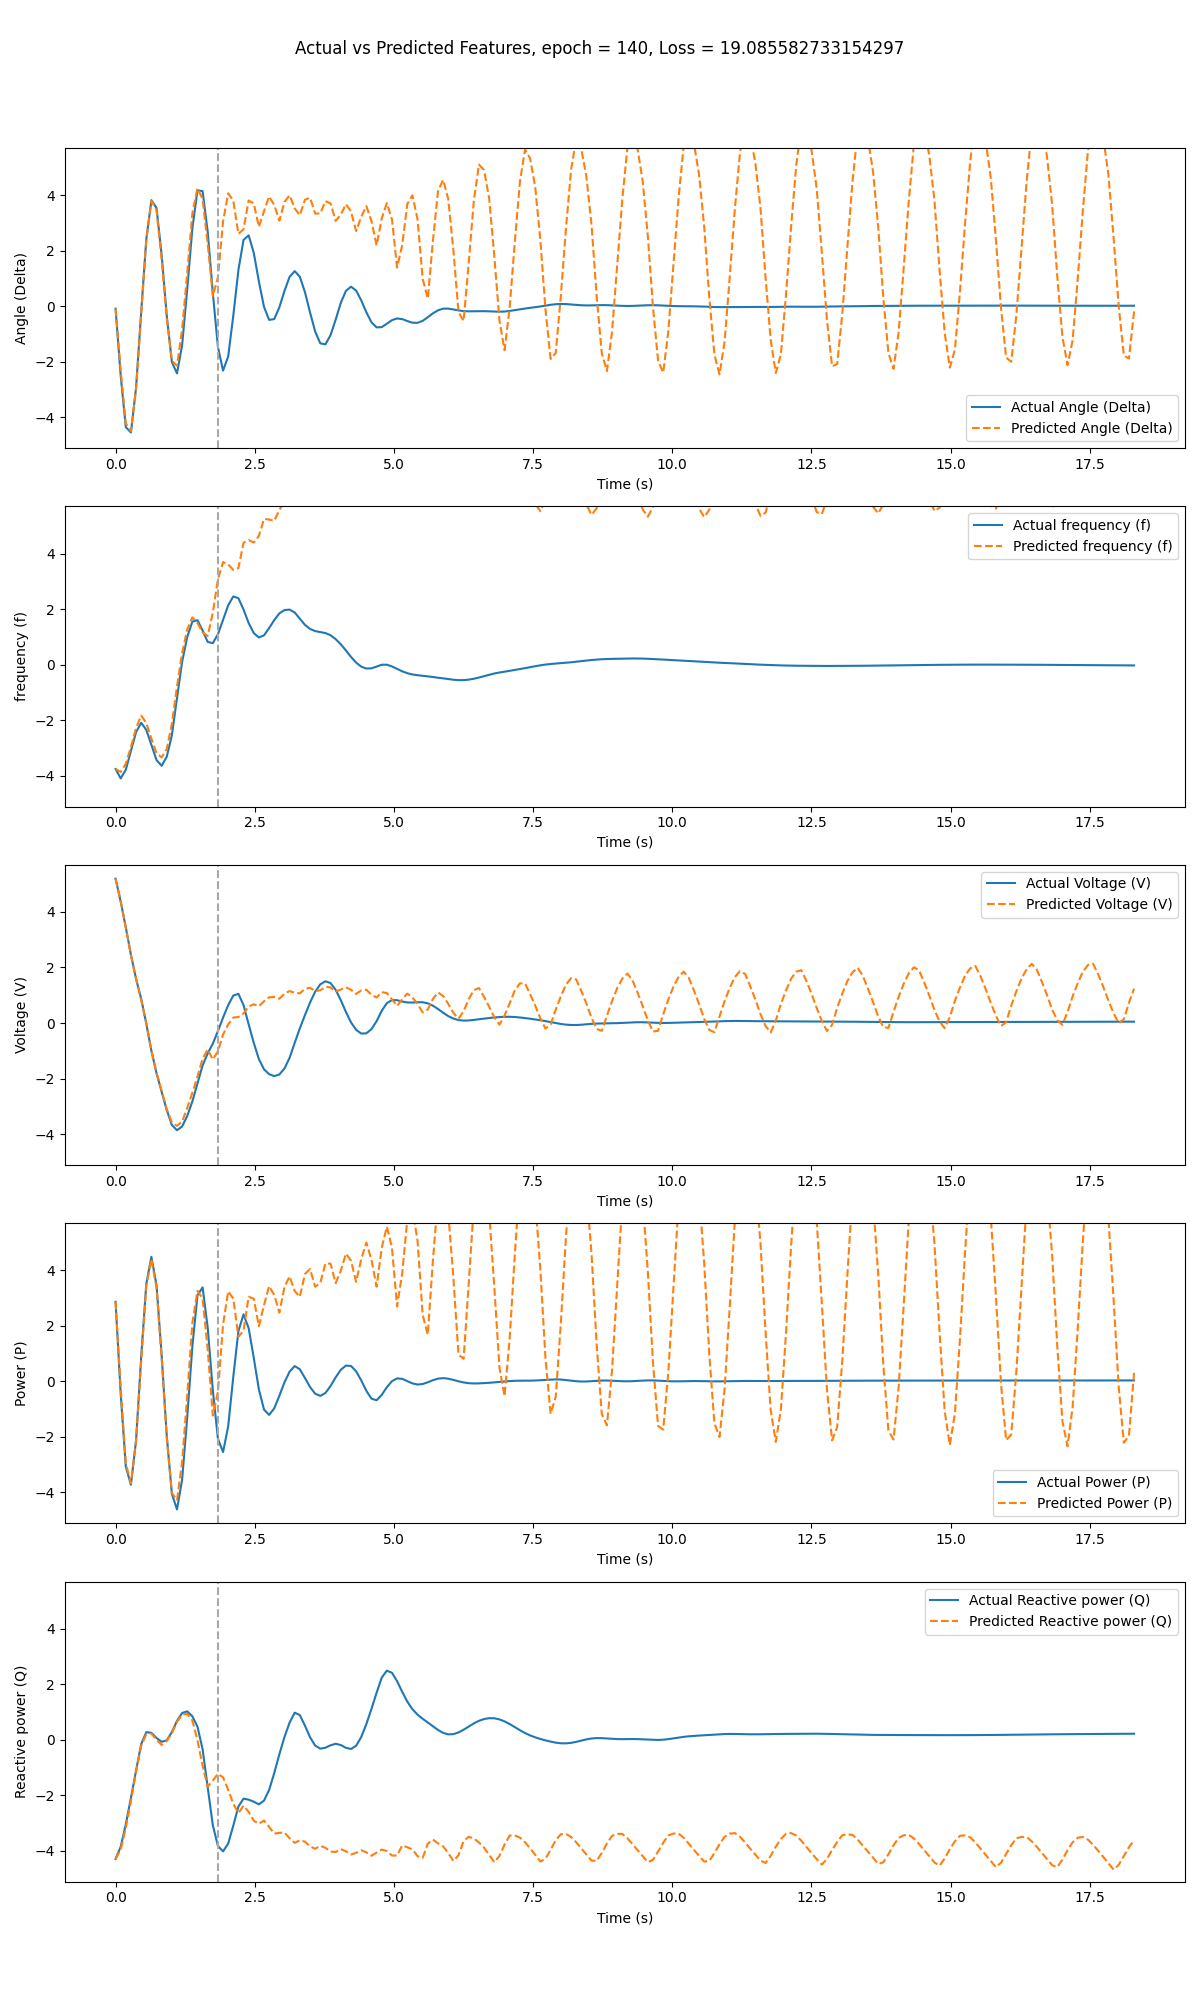 Actual vs Predicted Features, epoch = 140, Loss = 19.085582733154297
4
2
0
−2
−4
Angle (Delta)
Actual Angle (Delta)
Predicted Angle (Delta)
0.0 2.5 5.0 7.5 10.0 12.5 15.0 17.5
Time (s)
4
2
0
−2
−4
frequency (f)
Actual frequency (f)
Predicted frequency (f)
0.0 2.5 5.0 7.5 10.0 12.5 15.0 17.5
Time (s)
4
2
0
−2
−4
Voltage (V)
Actual Voltage (V)
Predicted Voltage (V)
0.0 2.5 5.0 7.5 10.0 12.5 15.0 17.5
Time (s)
4
2
0
−2
−4
Power (P)
Actual Power (P)
Predicted Power (P)
0.0 2.5 5.0 7.5 10.0 12.5 15.0 17.5
Time (s)
4
2
0
−2
−4
Reactive power (Q)
Actual Reactive power (Q)
Predicted Reactive power (Q)
0.0 2.5 5.0 7.5 10.0 12.5 15.0 17.5
Time (s)